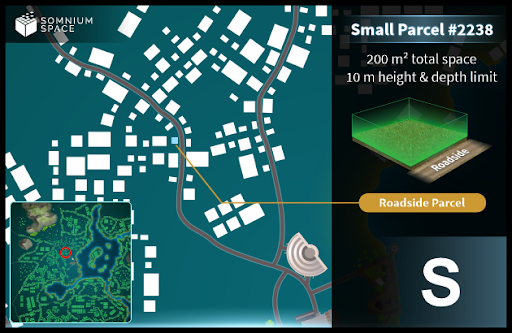 SOMNIUM
SPACE
Small Parcel #2238
200 m² total space
10 m height & depth limit
Roadside
Roadside Parcel
S